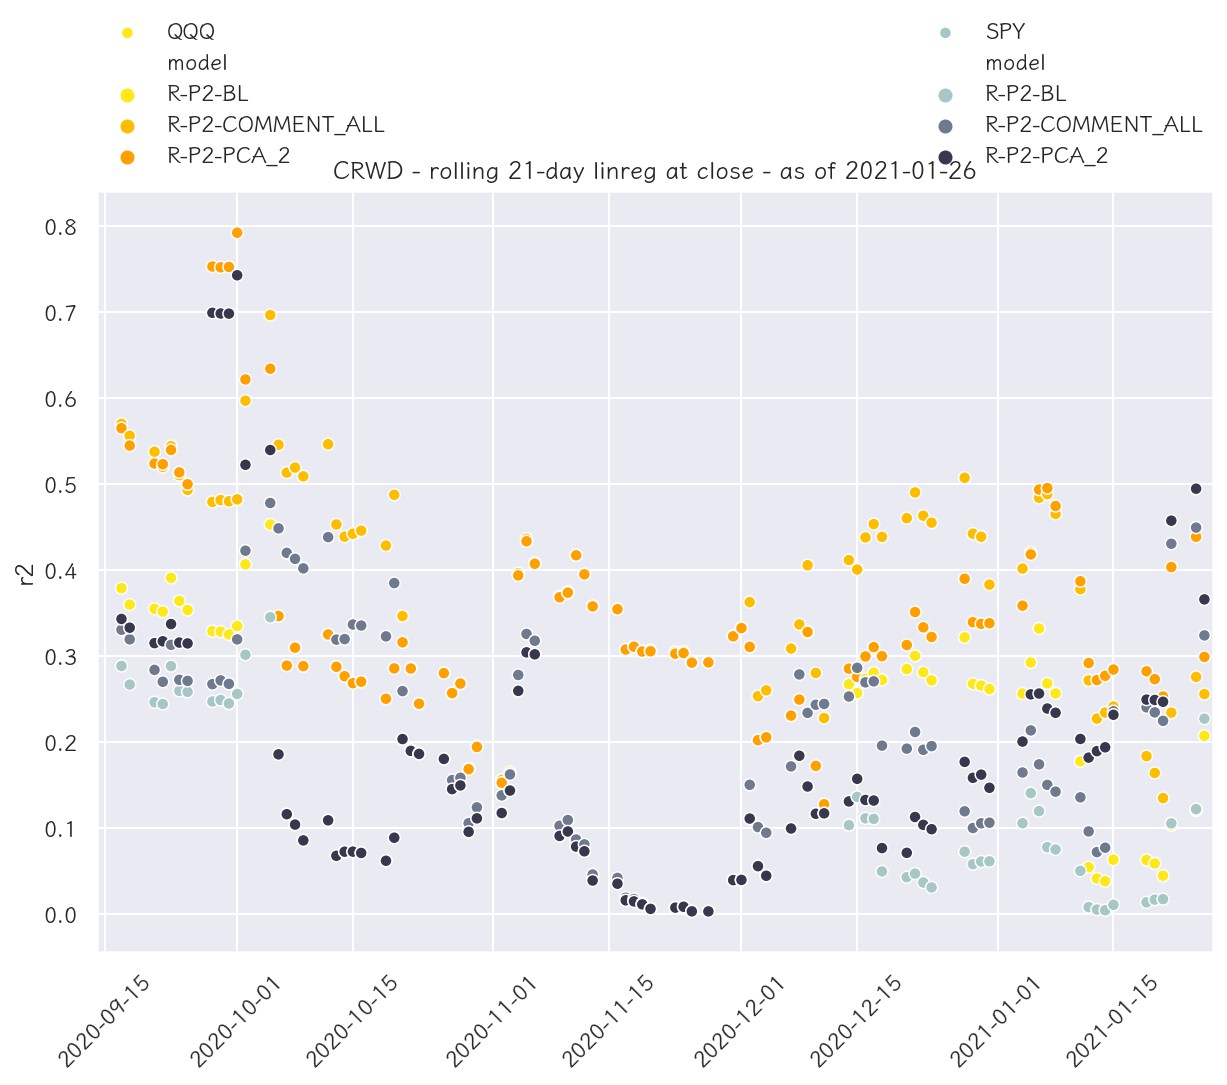 QQQ
model
R-P2-BL
R-P2-COMMENT_ALL
R-P2-PCA_2
SPY
model
R-P2-BL
R-P2-COMMENT_ALL
R-P2-PCA_2
CRWD - rolling 21-day linreg at close - as of 2021-01-26
0.8
0.7
0.6
0.5
0.4
0.3
0.2
0.1
0.0
r2
2020-09-15
2020-10-01
2020-10-15
2020-11-01
2020-11-15
2020-12-01
2020-12-15
2021-01-01
2021-01-15